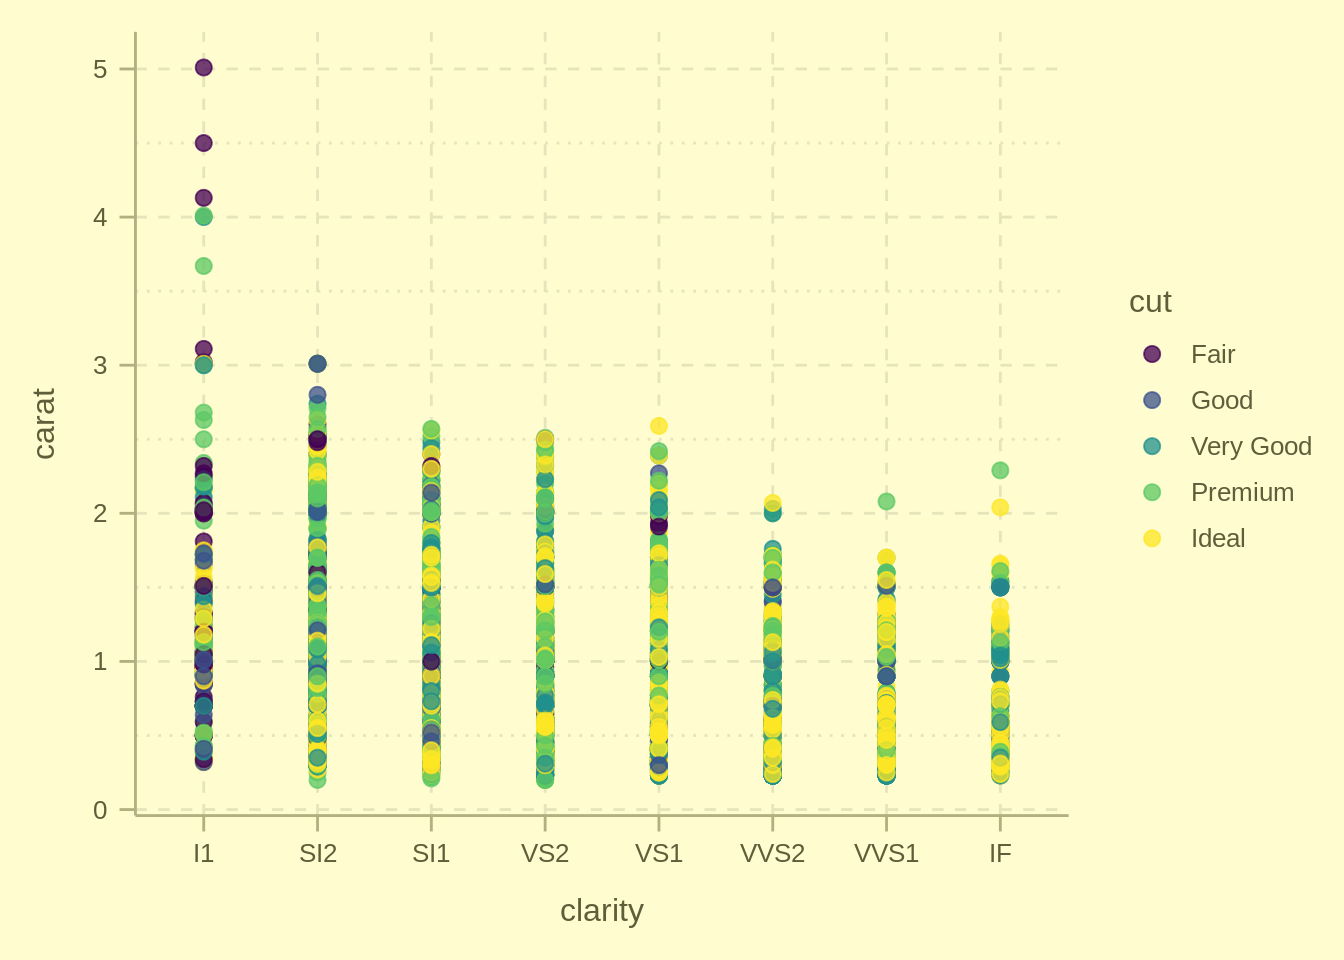 carat
5
4
3
2
1
0
I1 SI2 SI1 VS2 VS1 VVS2 VVS1 IF
clarity
cut
Fair
Good
Very Good
Premium
Ideal